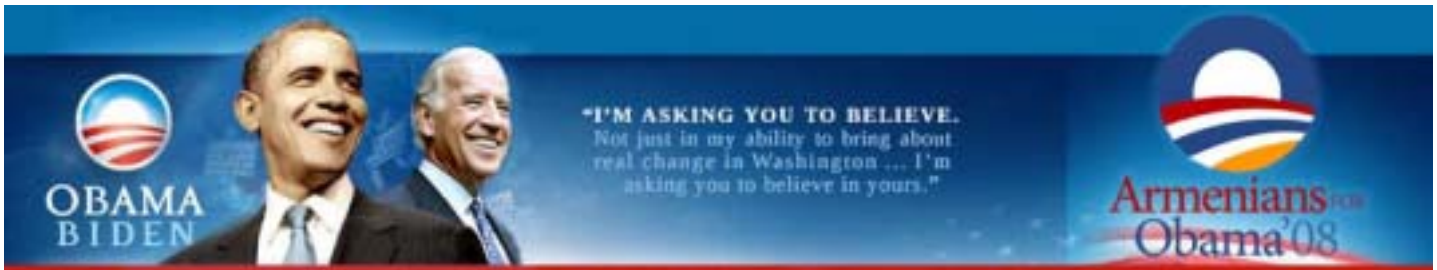 OBAMA
BIDEN
“I'M ASKING YOU TO BELIEVE.
Not just in my ability to bring about
real change in Washington ... I'm
asking you to believe in yours.”
Armenians FOR
Obama'08